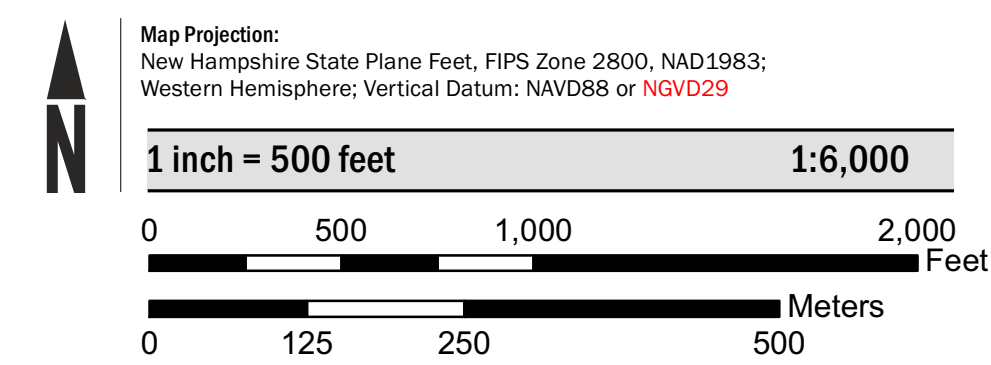 Map Projection:
New Hampshire State Plane Feet, FIPS Zone 2800, NAD1983;
Western Hemisphere; Vertical Datum: NAVD88 or NGVD29
N
1 inch = 500 feet 1:6,000
0 500 1,000 2,000
Feet
Meters
0 125 250 500